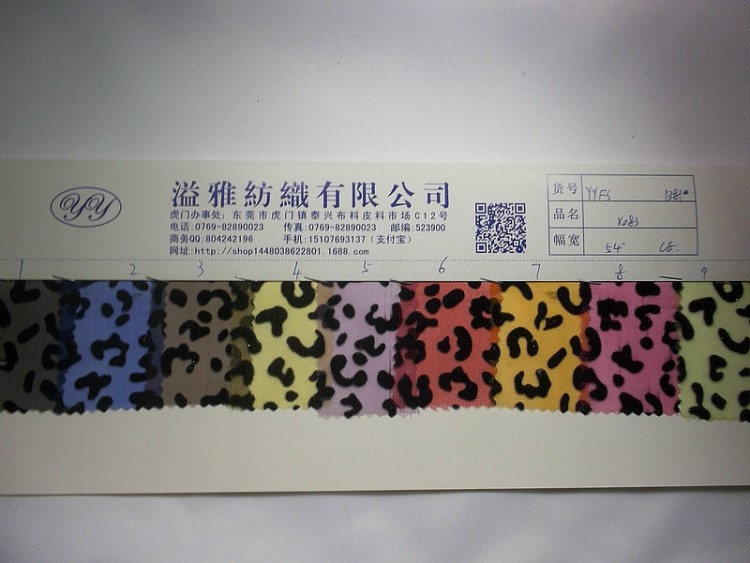 YY
溢雅紡織有限公司
虎门办事处: 东莞市虎门镇泰兴布料皮料市场C12号
电话:0769-82890023 传真:0769-82890023 邮编:523900
商务QQ:804242196 手机:15107693137(支付宝)
网址:http://shop1448038622801.1688.com
货号 YYFS
品名
幅宽 54"
1 2 3 4 5 6 7 8 9